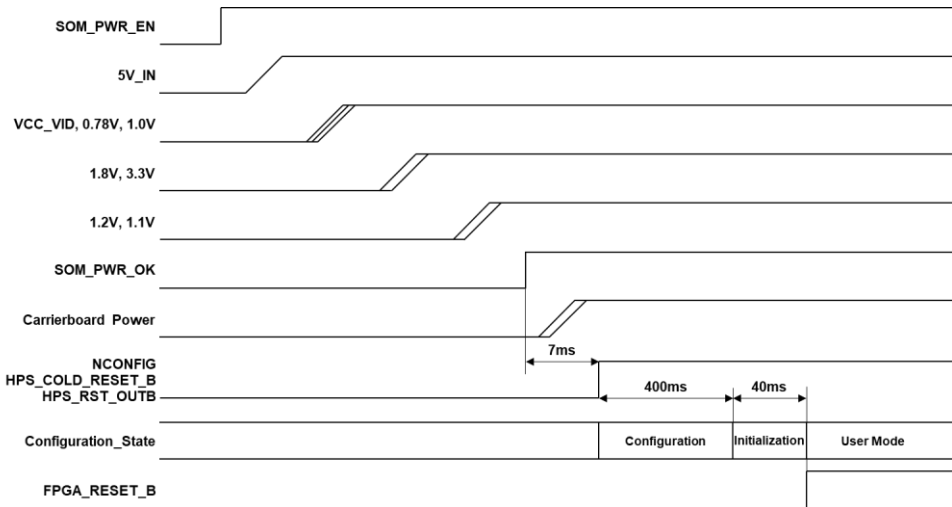 SOM_PWR_EN
5V_IN
VCC_VID, 0.78V, 1.0V
1.8V, 3.3V
1.2V, 1.1V
SOM_PWR_OK
Carrierboard Power
7ms
NCONFIG
HPS_COLD_RESET_B
HPS_RST_OUTB
400ms
40ms
Configuration_State
Configuration
Initialization
User Mode
FPGA_RESET_B